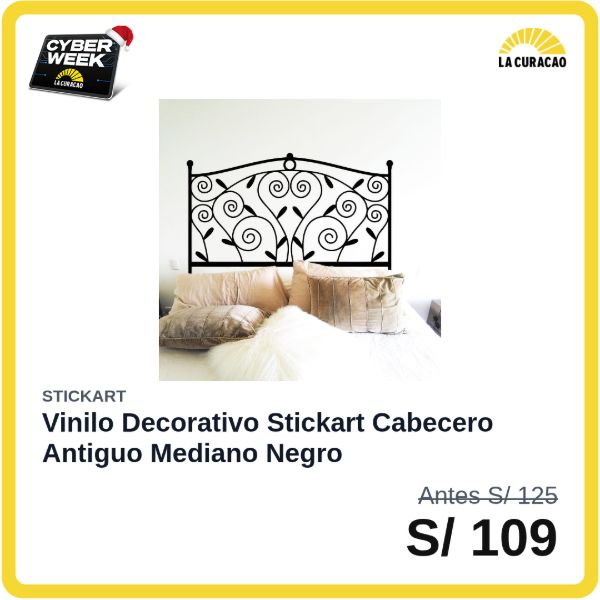 CYBER
WEEK
LA CURACAO
LA CURACAO
STICKART
Vinilo Decorativo Stickart Cabecero
Antiguo Mediano Negro
Antes S/ 125
S/ 109